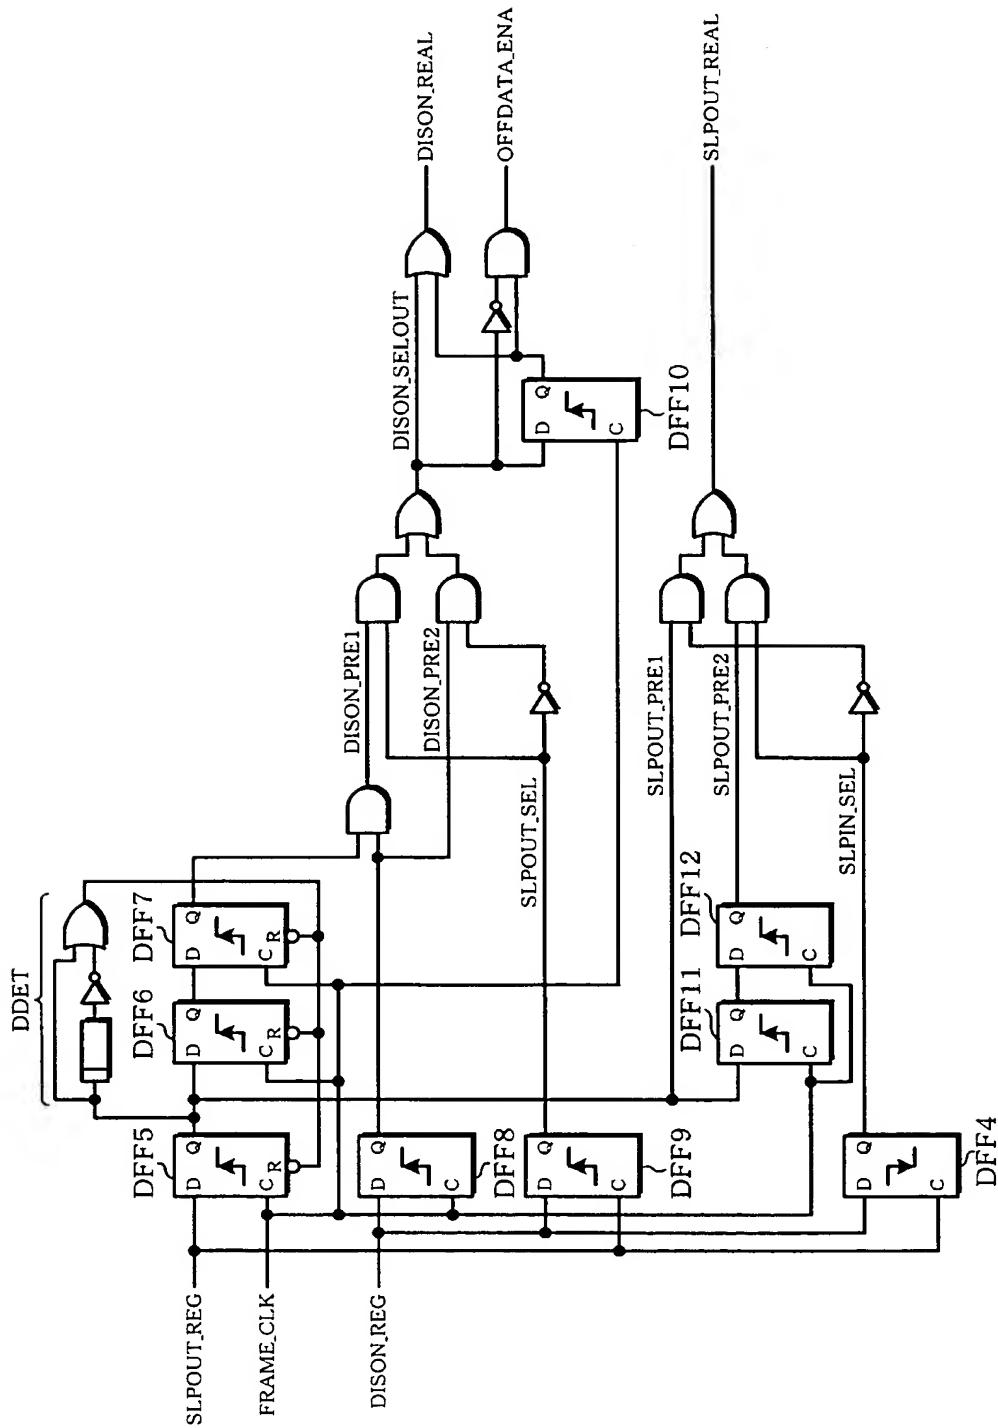 SLPOUT_REG
FRAME_CLK
DISON_REG
DDET
DFF5
D
Q
C
R
DFF6
D
Q
C
R
DFF7
D
Q
C
R
DFF8
D
Q
C
DFF9
D
Q
C
DFF4
D
Q
C
DFF11
D
Q
C
DFF12
D
Q
C
DISON_PRE1
DISON_PRE2
SLPOUT_SEL
SLPOUT_PRE1
SLPOUT_PRE2
SLPIN_SEL
DISON_SELOUT
DFF10
D
Q
C
DISON_REAL
OFFDATA_ENA
SLPOUT_REAL